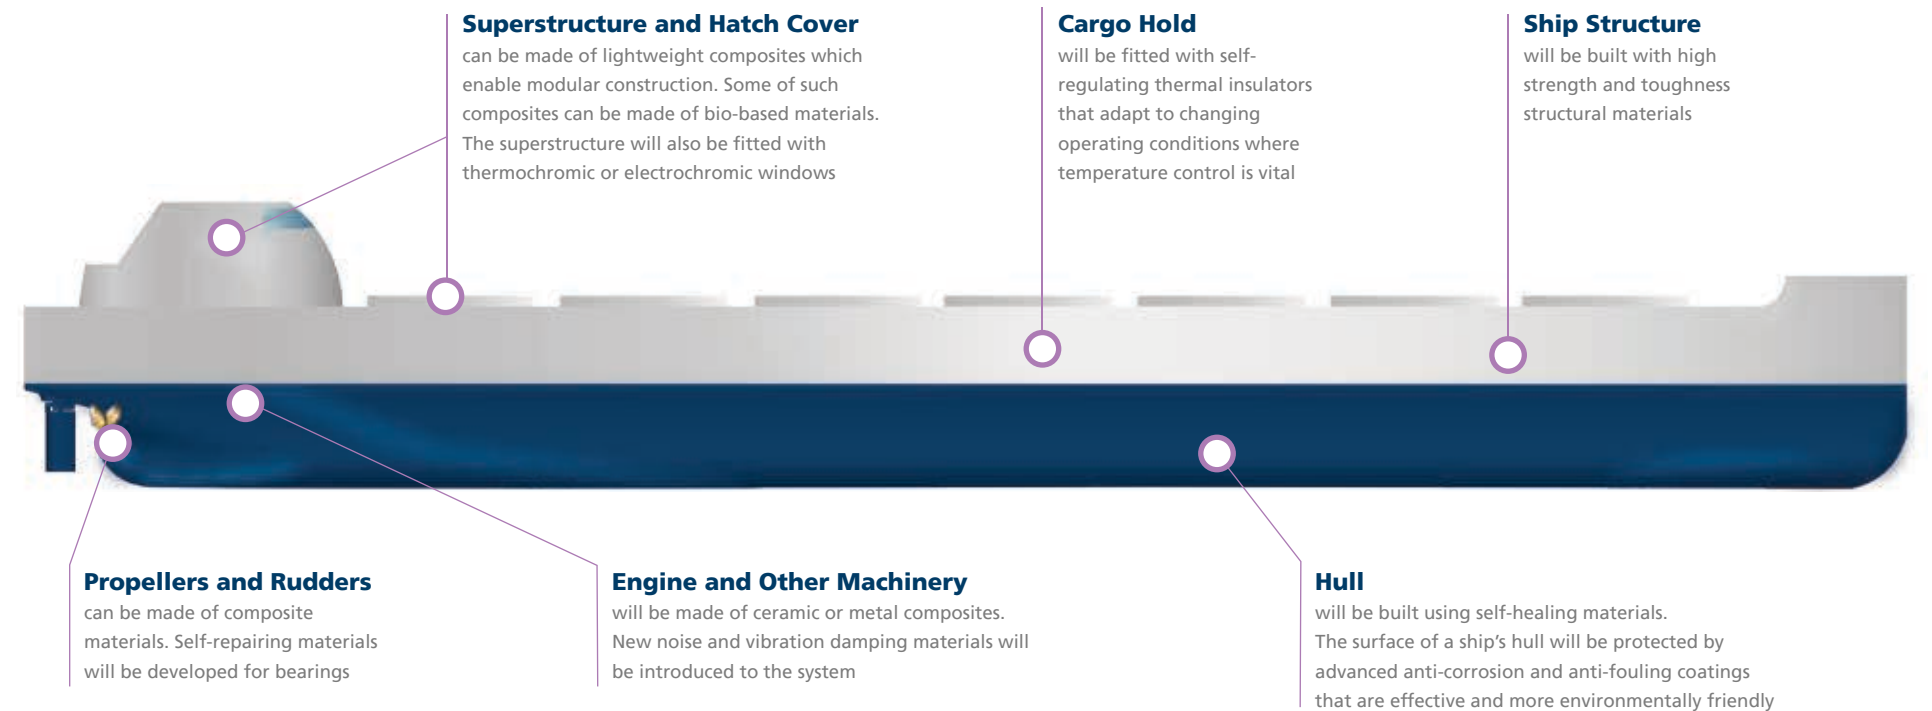 Superstructure and Hatch Cover
can be made of lightweight composites which
enable modular construction. Some of such
composites can be made of bio-based materials.
The superstructure will also be fitted with
thermochromic or electrochromic windows
Cargo Hold
will be fitted with self-
regulating thermal insulators
that adapt to changing
operating conditions where
temperature control is vital
Ship Structure
will be built with high
strength and toughness
structural materials
Propellers and Rudders
can be made of composite
materials. Self-repairing materials
will be developed for bearings
Engine and Other Machinery
will be made of ceramic or metal composites.
New noise and vibration damping materials will
be introduced to the system
Hull
will be built using self-healing materials.
The surface of a ship’s hull will be protected by
advanced anti-corrosion and anti-fouling coatings
that are effective and more environmentally friendly